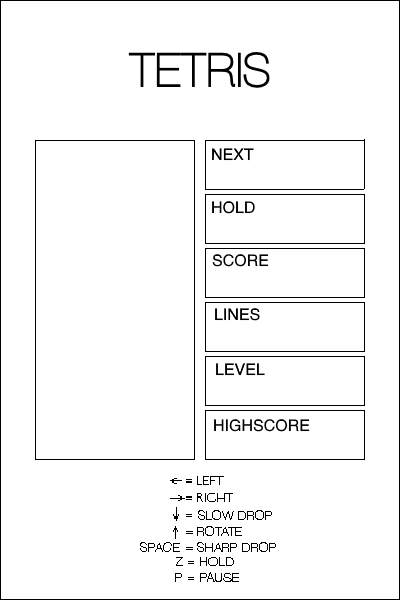 TETRIS
NEXT
HOLD
SCORE
LINES
LEVEL
HIGHSCORE
← = LEFT
→ = RIGHT
↓ = SLOW DROP
↑ = ROTATE
SPACE = SHARP DROP
Z = HOLD
P = PAUSE